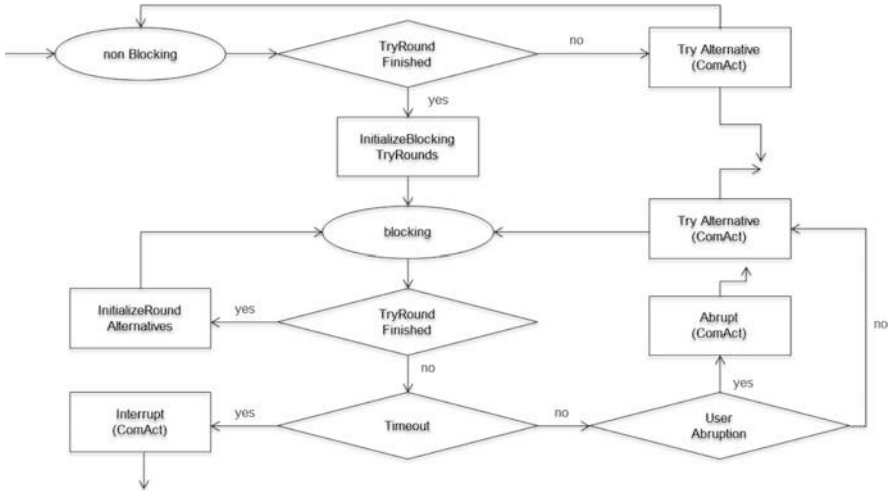 non Blocking
TryRound
Finished
no
Try Alternative
(ComAct)
yes
InitializeBlocking
TryRounds
blocking
Try Alternative
(ComAct)
InitializeRound
Alternatives
yes
TryRound
Finished
Abrupt
(ComAct)
no
no
yes
Interrupt
(ComAct)
yes
Timeout
no
User
Abruption